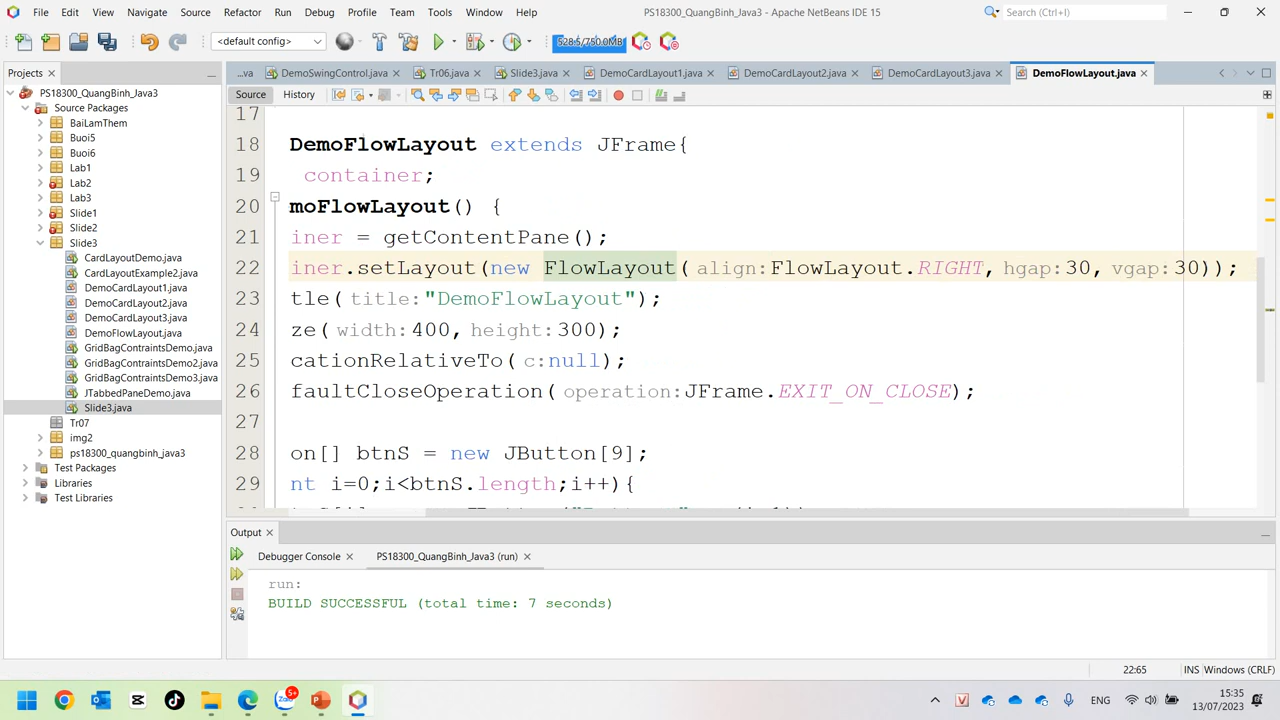 File Edit View Navigate Source Refactor Run Debug Profile Team Tools Window Help PS18300_QuangBinh_Java3 - Apache NetBeans IDE 15 Search (Ctrl+I)
<default config> 528.5/750.0MB
Projects ...va DemoSwingControl.java Tr06.java Slide3.java DemoCardLayout1.java DemoCardLayout2.java DemoCardLayout3.java DemoFlowLayout.java
PS18300_QuangBinh_Java3
Source Packages
BaiLamThem
Buoi5
Buoi6
Lab1
Lab2
Lab3
Slide1
Slide2
Slide3
CardLayoutDemo.java
CardLayoutExample2.java
DemoCardLayout1.java
DemoCardLayout2.java
DemoCardLayout3.java
DemoFlowLayout.java
GridBagContraintsDemo.java
GridBagContraintsDemo2.java
GridBagContraintsDemo3.java
JTabbedPaneDemo.java
Slide3.java
Tr07
img2
ps18300_quangbinh_java3
Test Packages
Libraries
Test Libraries
Source History
17
18 DemoFlowLayout extends JFrame{
19 container;
20 moFlowLayout() {
21 iner = getContentPane();
22 iner.setLayout(new FlowLayout(align:FlowLayout.RIGHT,hgap:30,vgap:30));
23 tle(title:"DemoFlowLayout");
24 ze(width:400,height:300);
25 cationRelativeTo(c:null);
26 faultCloseOperation(operation:JFrame.EXIT_ON_CLOSE);
27
28 on[] btnS = new JButton[9];
29 nt i=0;i<btnS.length;i++){
Output
Debugger Console PS18300_QuangBinh_Java3 (run)
run:
BUILD SUCCESSFUL (total time: 7 seconds)
22:65 INS Windows (CRLF)
5+ ENG 15:35
13/07/2023